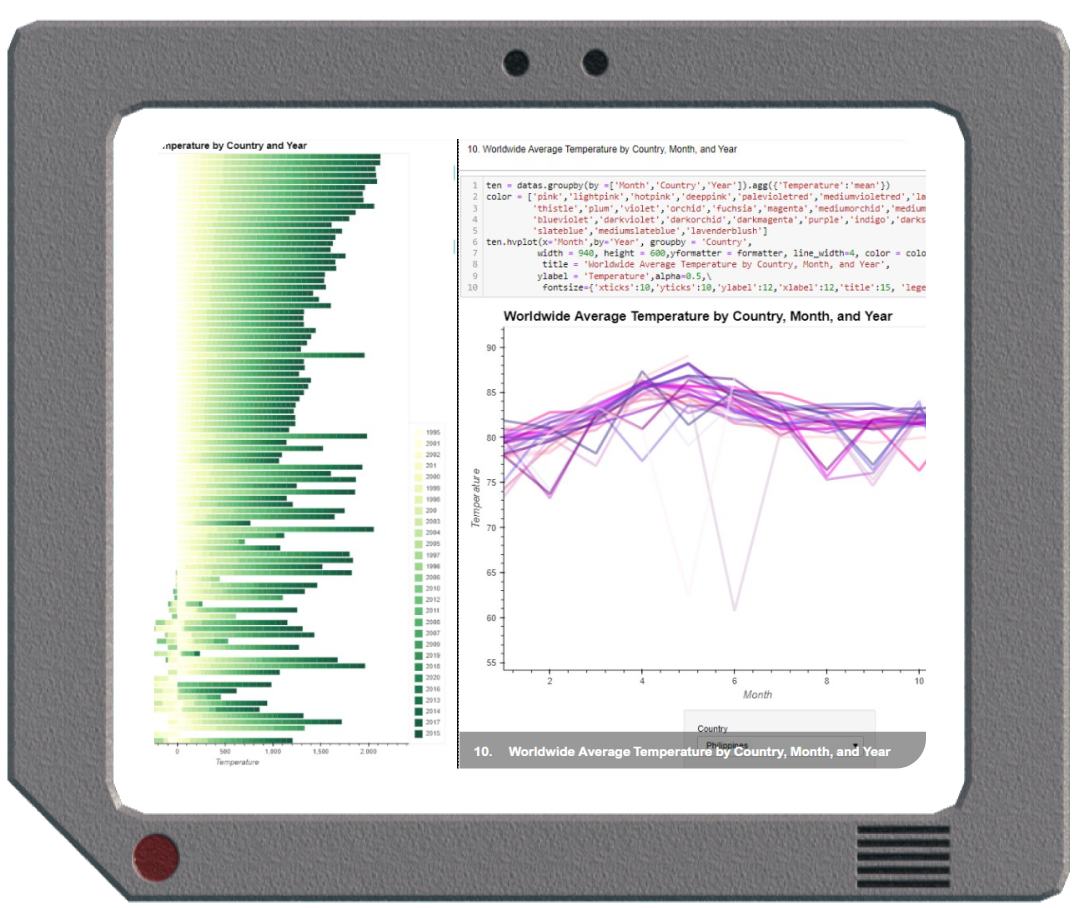 nperature by Country and Year
1995
2001
2002
201
2000
1999
1998
200
2003
2004
2005
1997
1996
2006
2010
2012
2011
2008
2007
2009
2019
2018
2020
2016
2013
2014
2017
2015
0 500 1,000 1,500 2,000
Temperature
10. Worldwide Average Temperature by Country, Month, and Year
1 ten = datas.groupby(by =['Month','Country','Year']).agg({'Temperature':'mean'})
2 color = ['pink','lightpink','hotpink','deeppink','palevioletred','mediumvioletred','la
3 'thistle','plum','violet','orchid','fuchsia','magenta','mediumorchid','medium
4 'blueviolet','darkviolet','darkorchid','darkmagenta','purple','indigo','darks
5 'slateblue','mediumslateblue','lavenderblush']
6 ten.hvplot(x='Month',by='Year', groupby = 'Country',
7 width = 940, height = 600,yformatter = formatter, line_width=4, color = colo
8 title = 'Worldwide Average Temperature by Country, Month, and Year',
9 ylabel = 'Temperature',alpha=0.5,\
10 fontsize={'xticks':10,'yticks':10,'ylabel':12,'xlabel':12,'title':15, 'lege
Worldwide Average Temperature by Country, Month, and Year
90
85
80
75
70
65
60
55
Temperature
2 4 6 8 10
Month
Country
Philippines
10. Worldwide Average Temperature by Country, Month, and Year